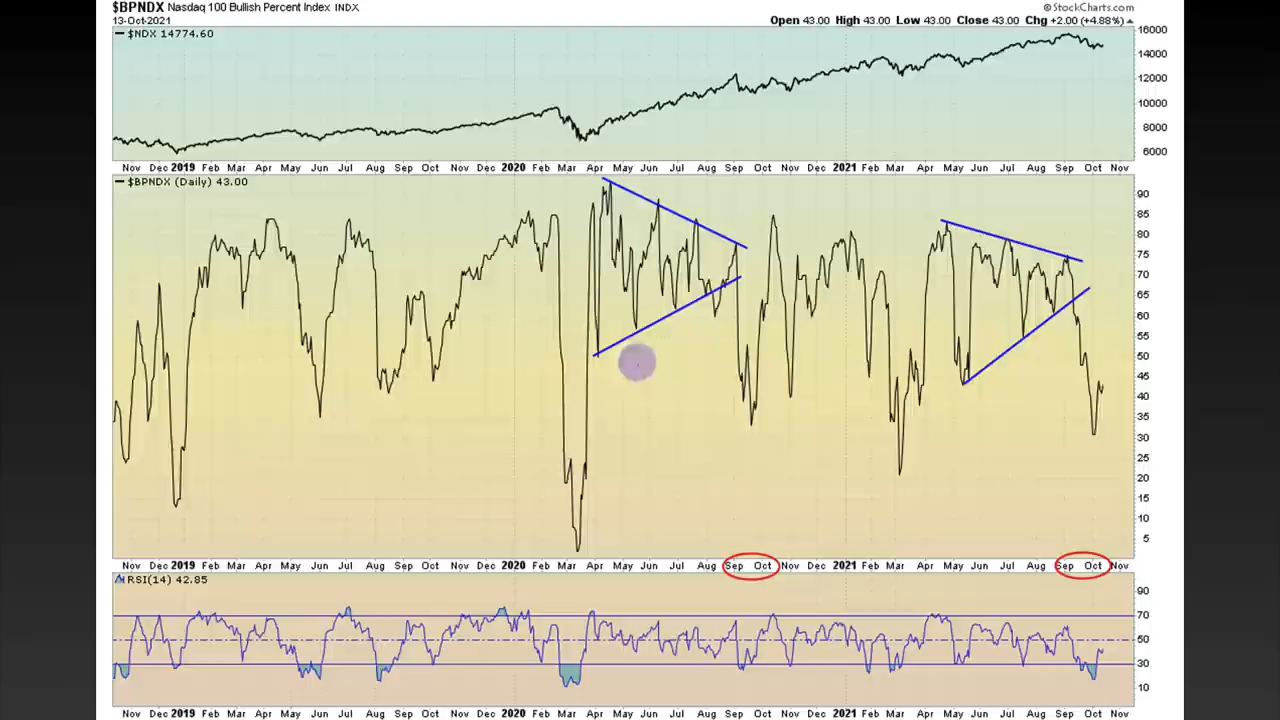 $BPNDX Nasdaq 100 Bullish Percent Index INDX
© StockCharts.com
13-Oct-2021
Open 43.00 High 43.00 Low 43.00 Close 43.00 Chg +2.00 (+4.88%)
$NDX 14774.60
16000
14000
12000
10000
8000
6000
Nov Dec 2019 Feb Mar Apr May Jun Jul Aug Sep Oct Nov Dec 2020 Feb Mar Apr May Jun Jul Aug Sep Oct Nov Dec 2021 Feb Mar Apr May Jun Jul Aug Sep Oct Nov
$BPNDX (Daily) 43.00
90
85
80
75
70
65
60
55
50
45
40
35
30
25
20
15
10
5
Nov Dec 2019 Feb Mar Apr May Jun Jul Aug Sep Oct Nov Dec 2020 Feb Mar Apr May Jun Jul Aug Sep Oct Nov Dec 2021 Feb Mar Apr May Jun Jul Aug Sep Oct Nov
RSI(14) 42.85
90
70
50
30
10
Nov Dec 2019 Feb Mar Apr May Jun Jul Aug Sep Oct Nov Dec 2020 Feb Mar Apr May Jun Jul Aug Sep Oct Nov Dec 2021 Feb Mar Apr May Jun Jul Aug Sep Oct Nov